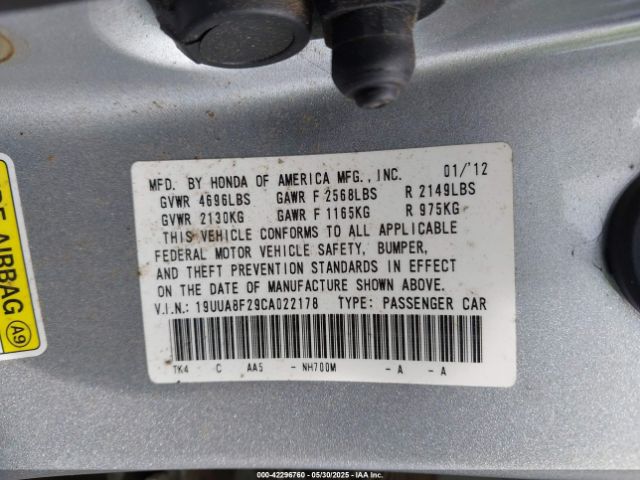 MFD. BY HONDA OF AMERICA MFG., INC. 01/'12
GVWR 4696LBS GAWR F 2568LBS R 2149LBS
GVWR 2130KG GAWR F 1165KG R 975KG
THIS VEHICLE CONFORMS TO ALL APPLICABLE
FEDERAL MOTOR VEHICLE SAFETY, BUMPER,
AND THEFT PREVENTION STANDARDS IN EFFECT
ON THE DATE OF MANUFACTURE SHOWN ABOVE.
V.I.N.: 19UUA8F29CA022178 TYPE: PASSENGER CAR
TK4 C AA5 - NH700M - A - A
AIRBAG
A9
000-42296760 - 05/30/2025 - IAA Inc.